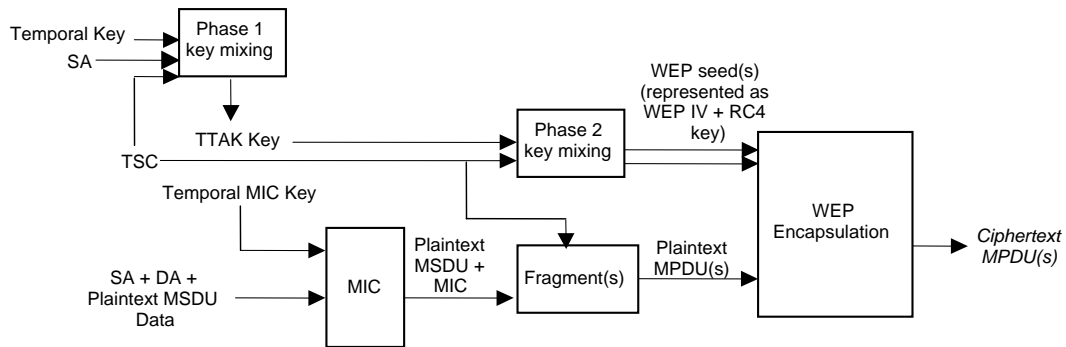 Temporal Key
SA
Phase 1
key mixing
TTAK Key
TSC
Phase 2
key mixing
WEP seed(s)
(represented as
WEP IV + RC4
key)
Temporal MIC Key
SA + DA +
Plaintext MSDU
Data
MIC
Plaintext
MSDU +
MIC
Fragment(s)
Plaintext
MPDU(s)
WEP
Encapsulation
Ciphertext
MPDU(s)